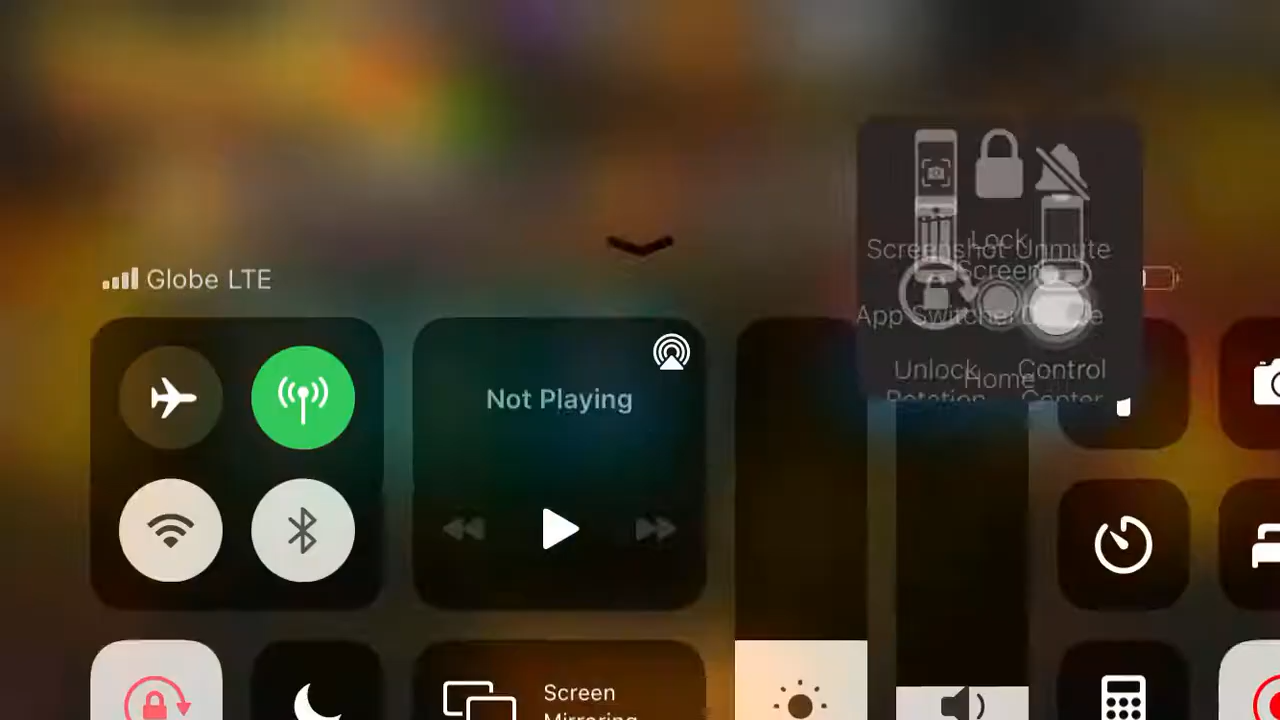 Globe LTE
Not Playing
Lock
Screenshot
Unmute
Screen
App Switcher
Unlock
Home
Control
Rotation
Center
Screen
Mirroring